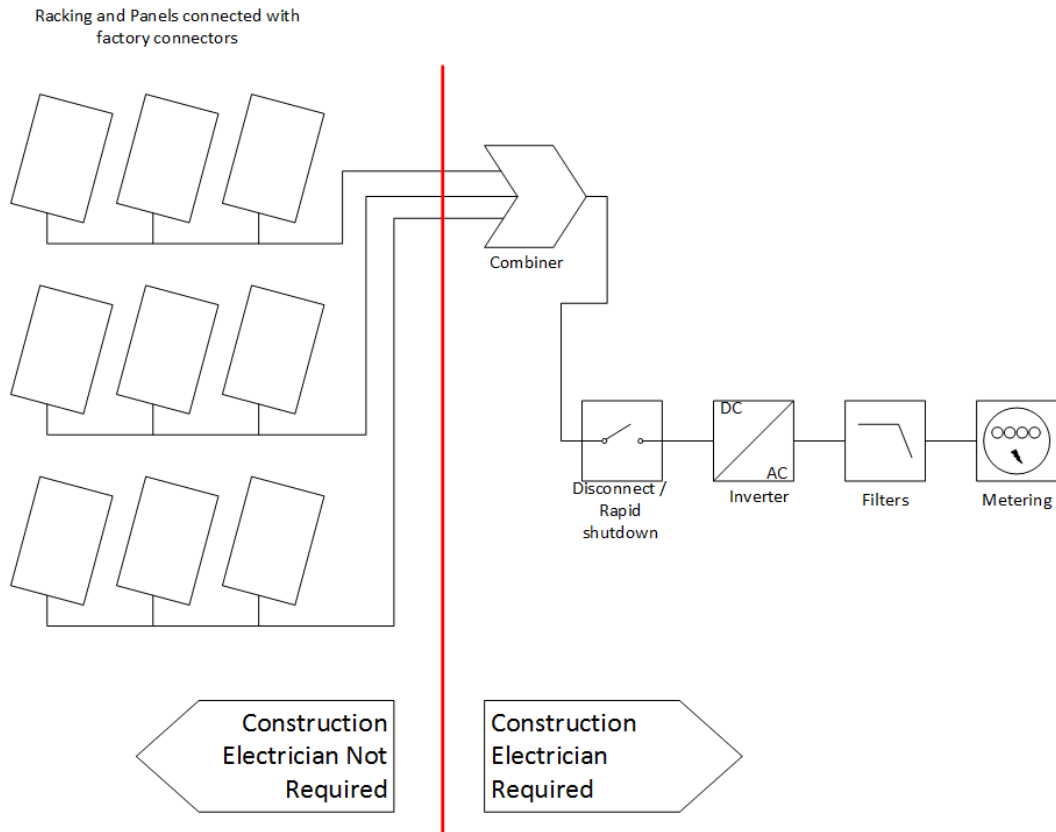 Racking and Panels connected with
factory connectors
Combiner
DC
AC
Disconnect /
Rapid
shutdown
Inverter
Filters
Metering
Construction
Electrician Not
Required
Construction
Electrician
Required